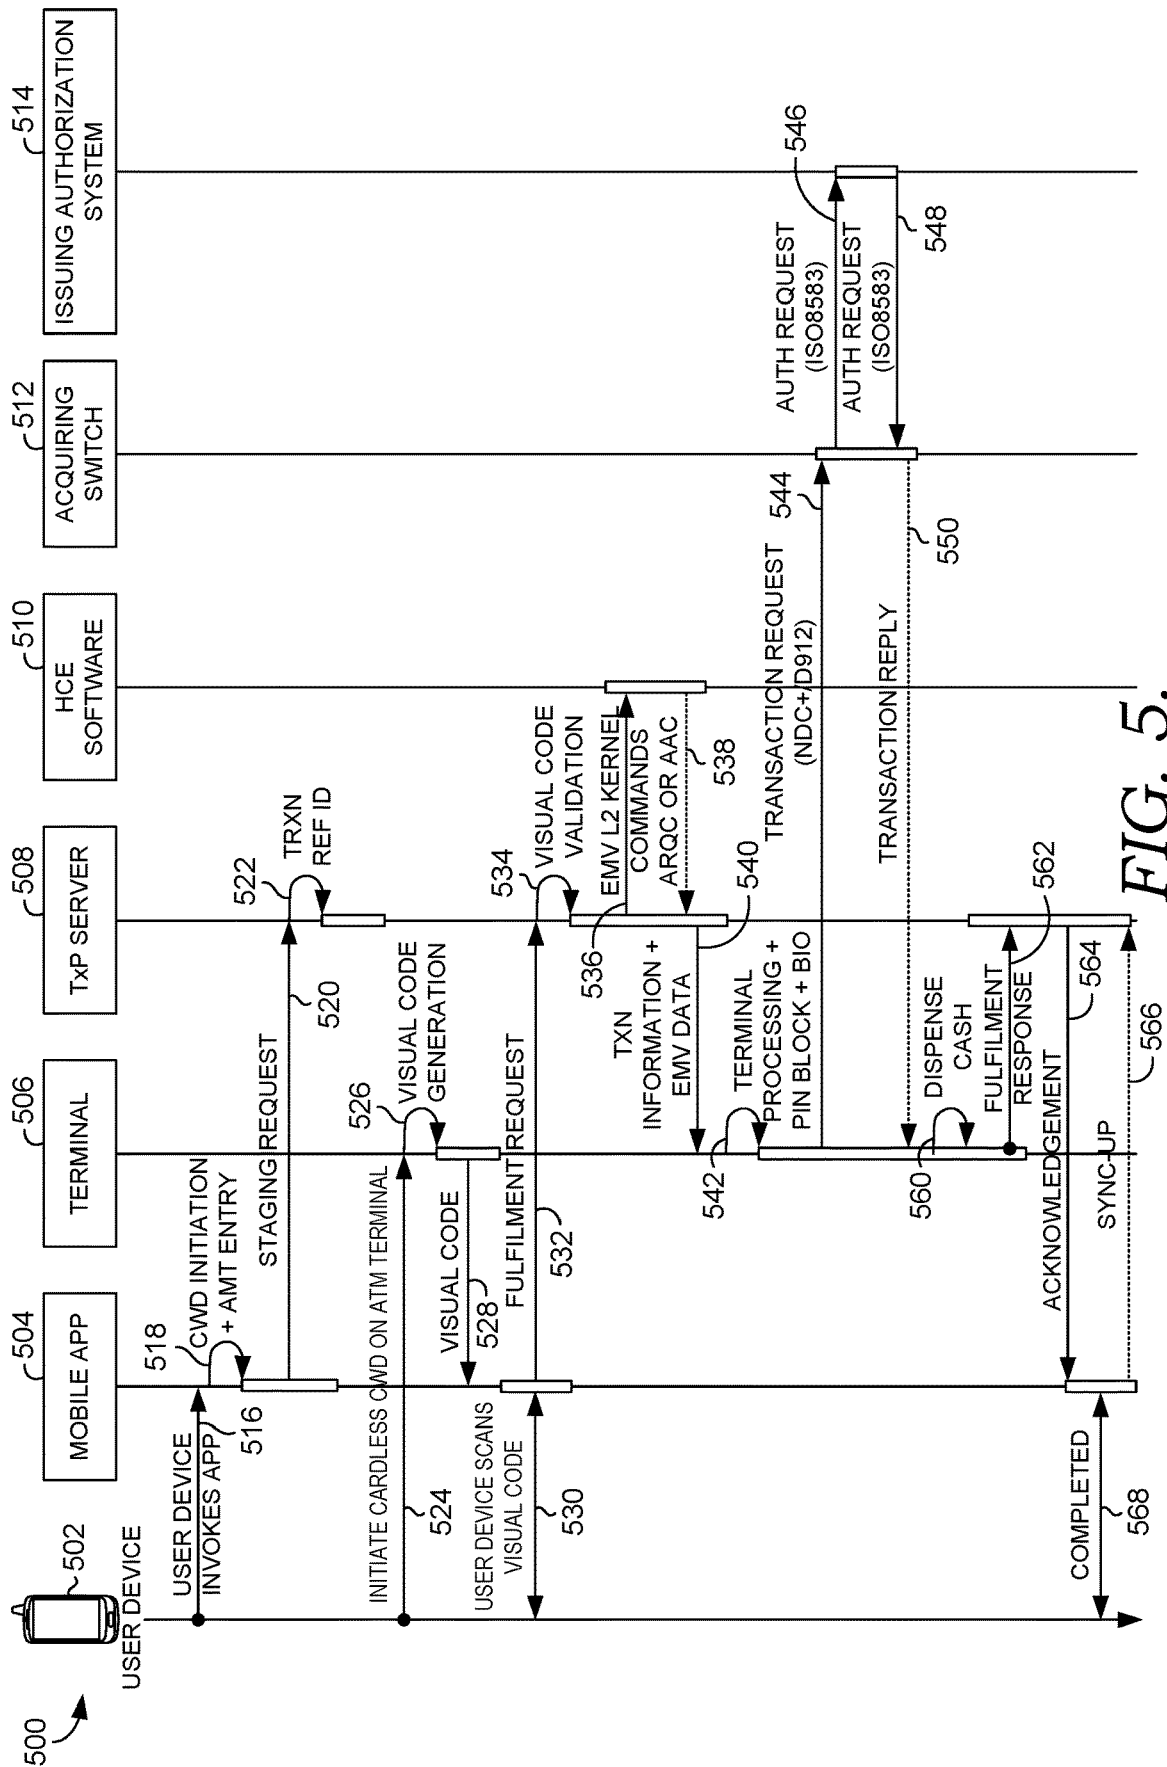 500
502
USER DEVICE
504
MOBILE APP
506
TERMINAL
508
TxP SERVER
510
HCE
SOFTWARE
512
ACQUIRING
SWITCH
514
ISSUING AUTHORIZATION
SYSTEM
USER DEVICE
INVOKES APP
516
518
CWD INITIATION
+ AMT ENTRY
STAGING REQUEST
520
522
TRXN
REF ID
INITIATE CARDLESS CWD ON ATM TERMINAL
524
526
VISUAL CODE
GENERATION
VISUAL CODE
528
USER DEVICE SCANS
VISUAL CODE
530
FULFILMENT REQUEST
532
534
VISUAL CODE
VALIDATION
536
EMV L2 KERNEL
COMMANDS
ARQC OR AAC
538
TXN
INFORMATION +
EMV DATA
540
542
TERMINAL
PROCESSING +
PIN BLOCK + BIO
TRANSACTION REQUEST
(NDC+/D912)
544
AUTH REQUEST
(ISO8583)
546
AUTH REQUEST
(ISO8583)
548
TRANSACTION REPLY
550
560
DISPENSE
CASH
FULFILMENT
RESPONSE
562
ACKNOWLEDGEMENT
564
SYNC-UP
566
COMPLETED
568
FIG. 5.